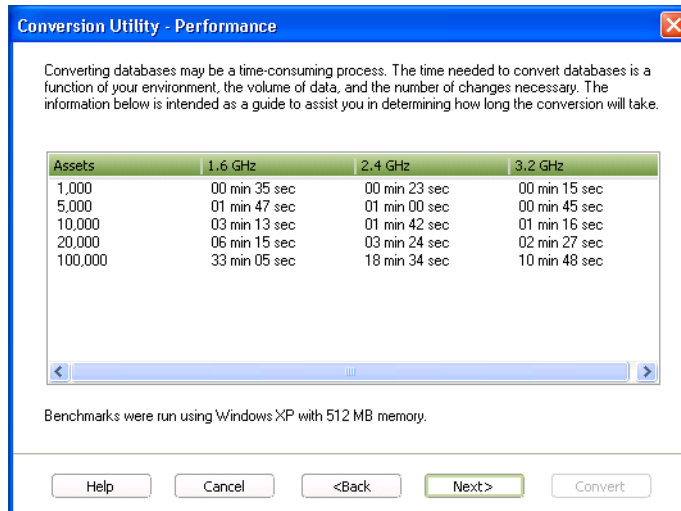 Conversion Utility - Performance
Converting databases may be a time-consuming process. The time needed to convert databases is a
function of your environment, the volume of data, and the number of changes necessary. The
information below is intended as a guide to assist you in determining how long the conversion will take.
Assets 1.6 GHz 2.4 GHz 3.2 GHz
1,000 00 min 35 sec 00 min 23 sec 00 min 15 sec
5,000 01 min 47 sec 01 min 00 sec 00 min 45 sec
10,000 03 min 13 sec 01 min 42 sec 01 min 16 sec
20,000 06 min 15 sec 03 min 24 sec 02 min 27 sec
100,000 33 min 05 sec 18 min 34 sec 10 min 48 sec
Benchmarks were run using Windows XP with 512 MB memory.
Help Cancel <Back Next> Convert